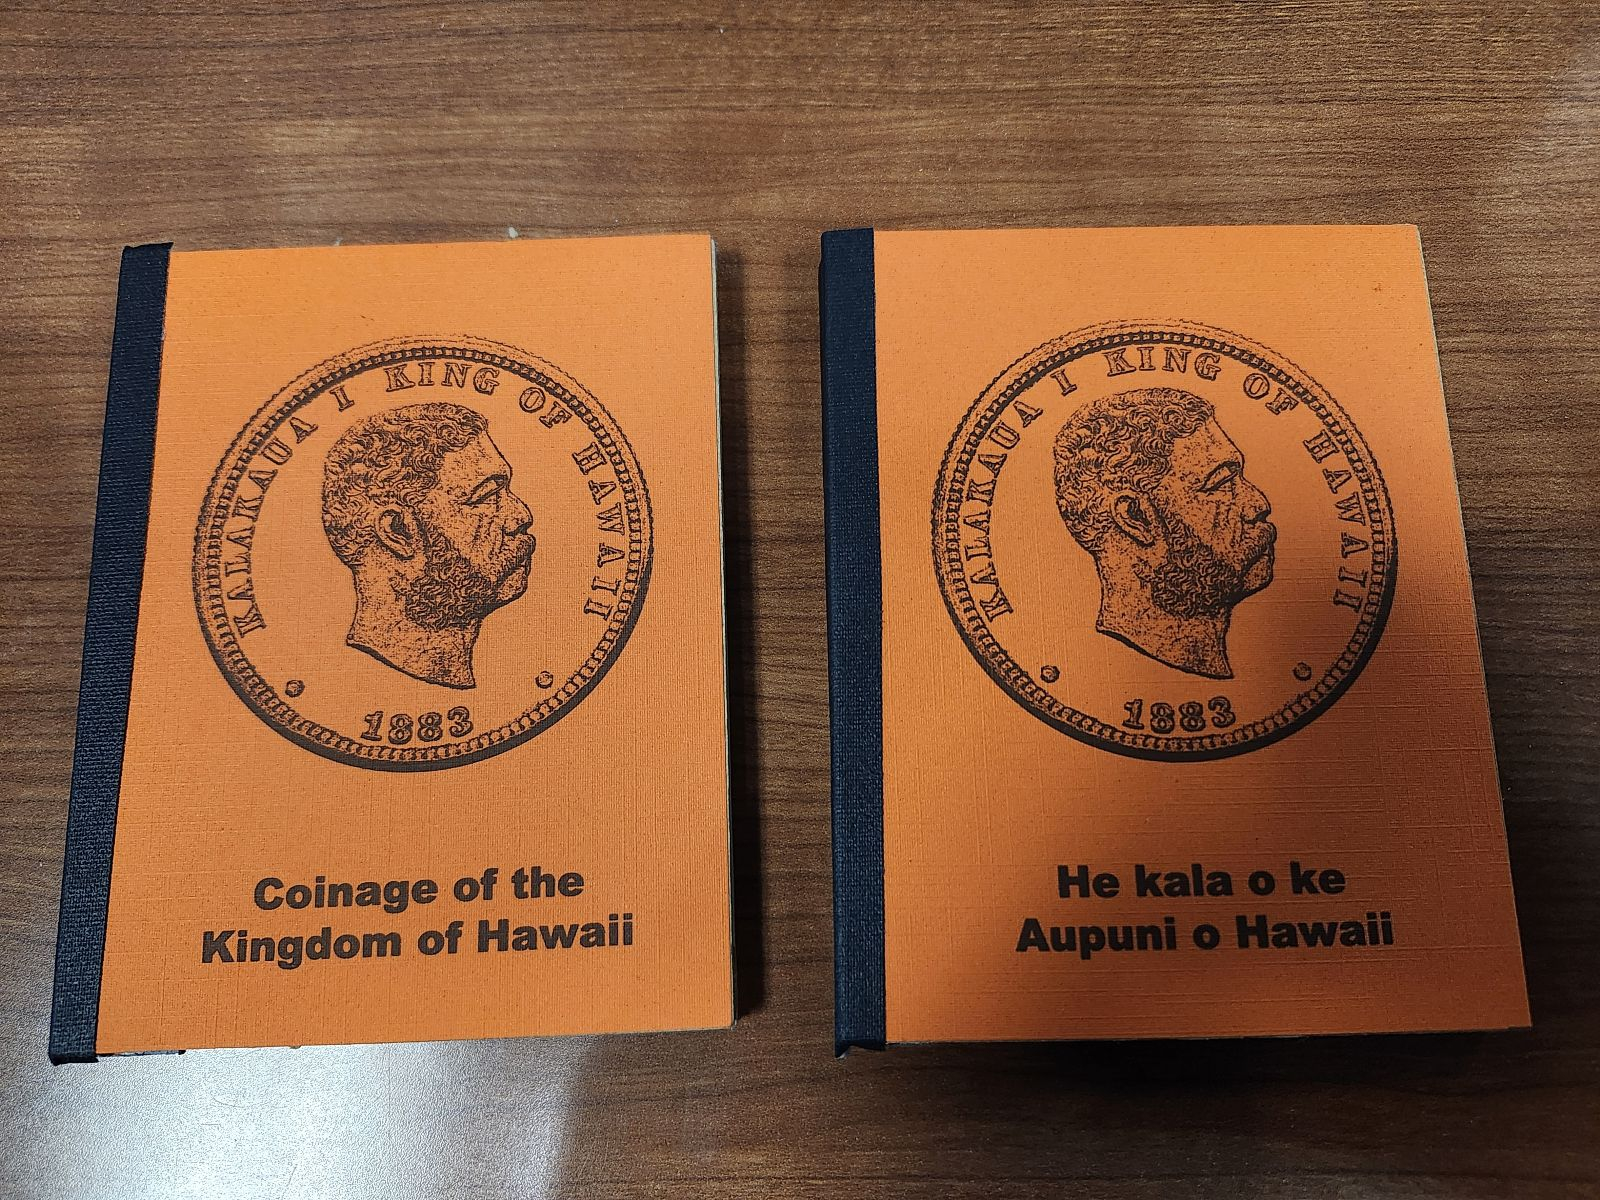 KALAKAUA I KING OF HAWAII
1883
Coinage of the
Kingdom of Hawaii
KALAKAUA I KING OF HAWAII
1883
He kala o ke
Aupuni o Hawaii